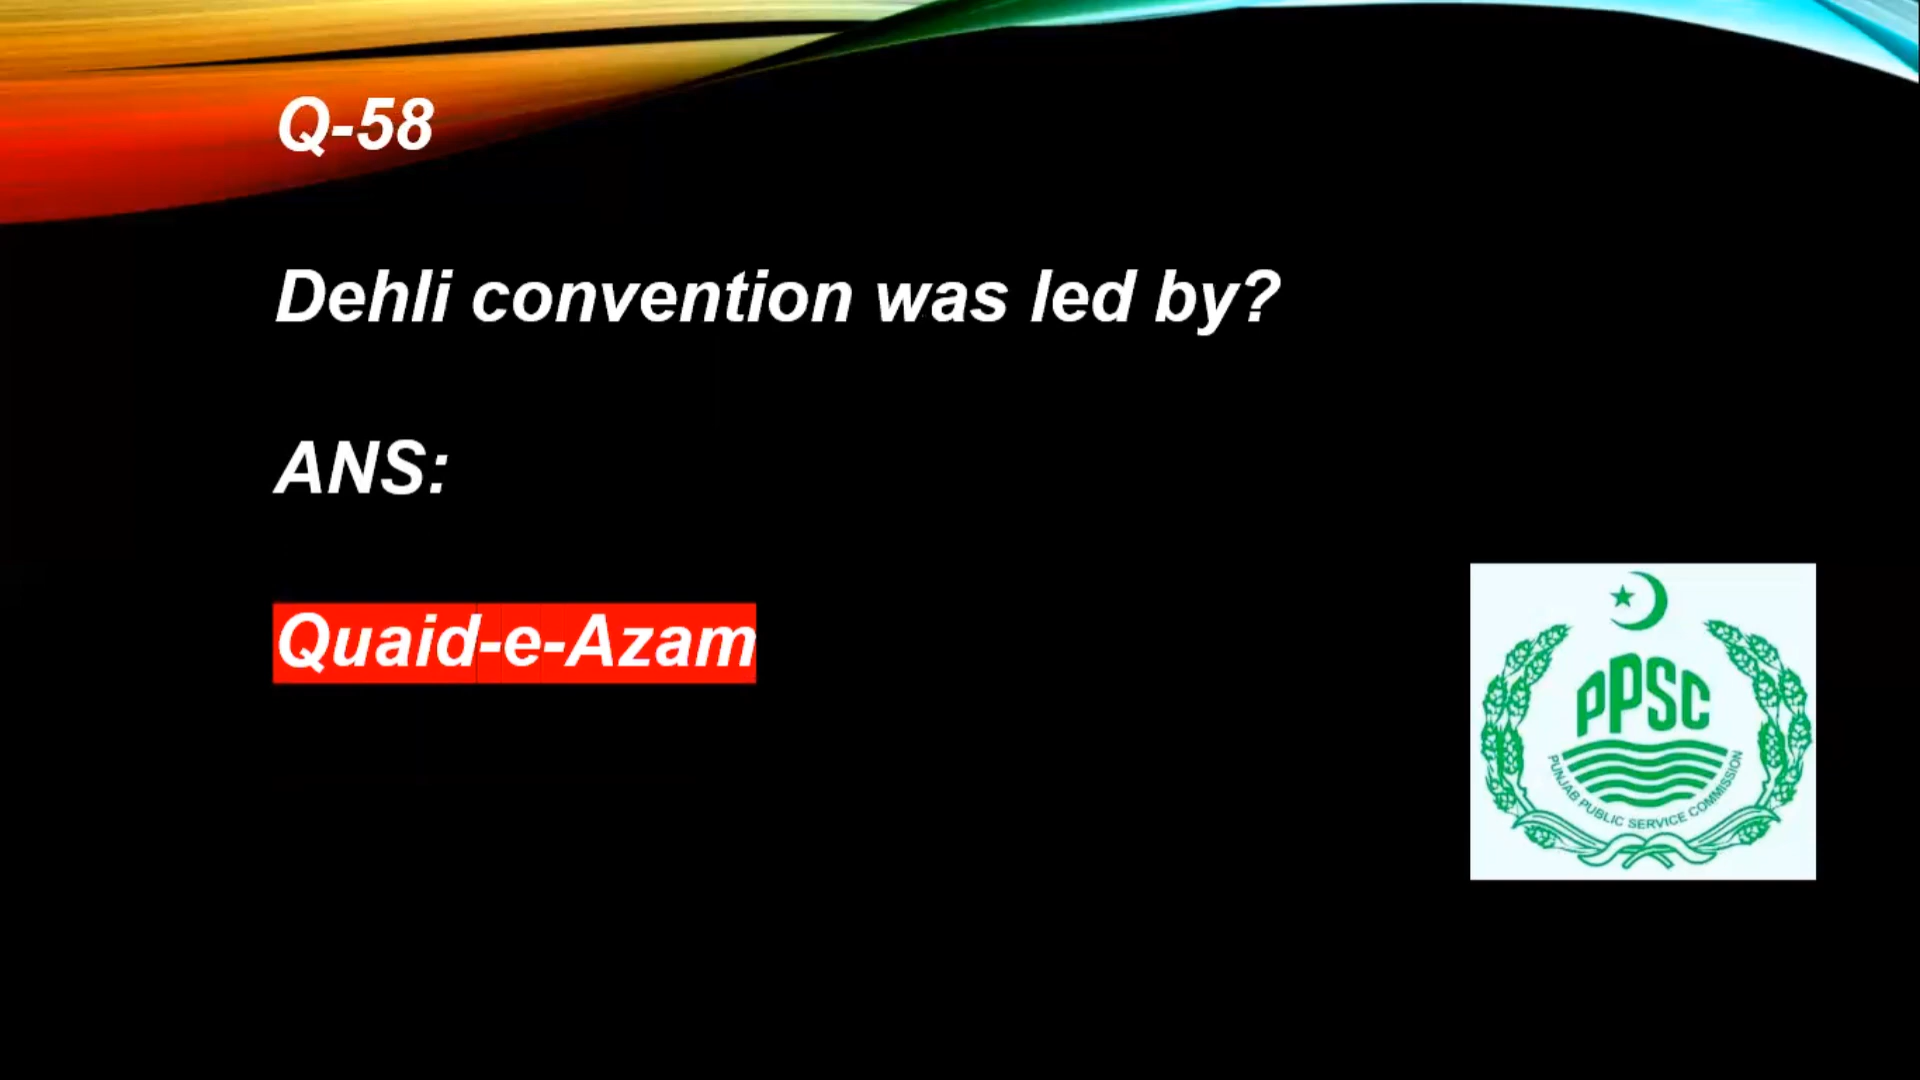 Q-58
Dehli convention was led by?
ANS:
Quaid-e-Azam
PPSC
PUNJAB PUBLIC SERVICE COMMISSION